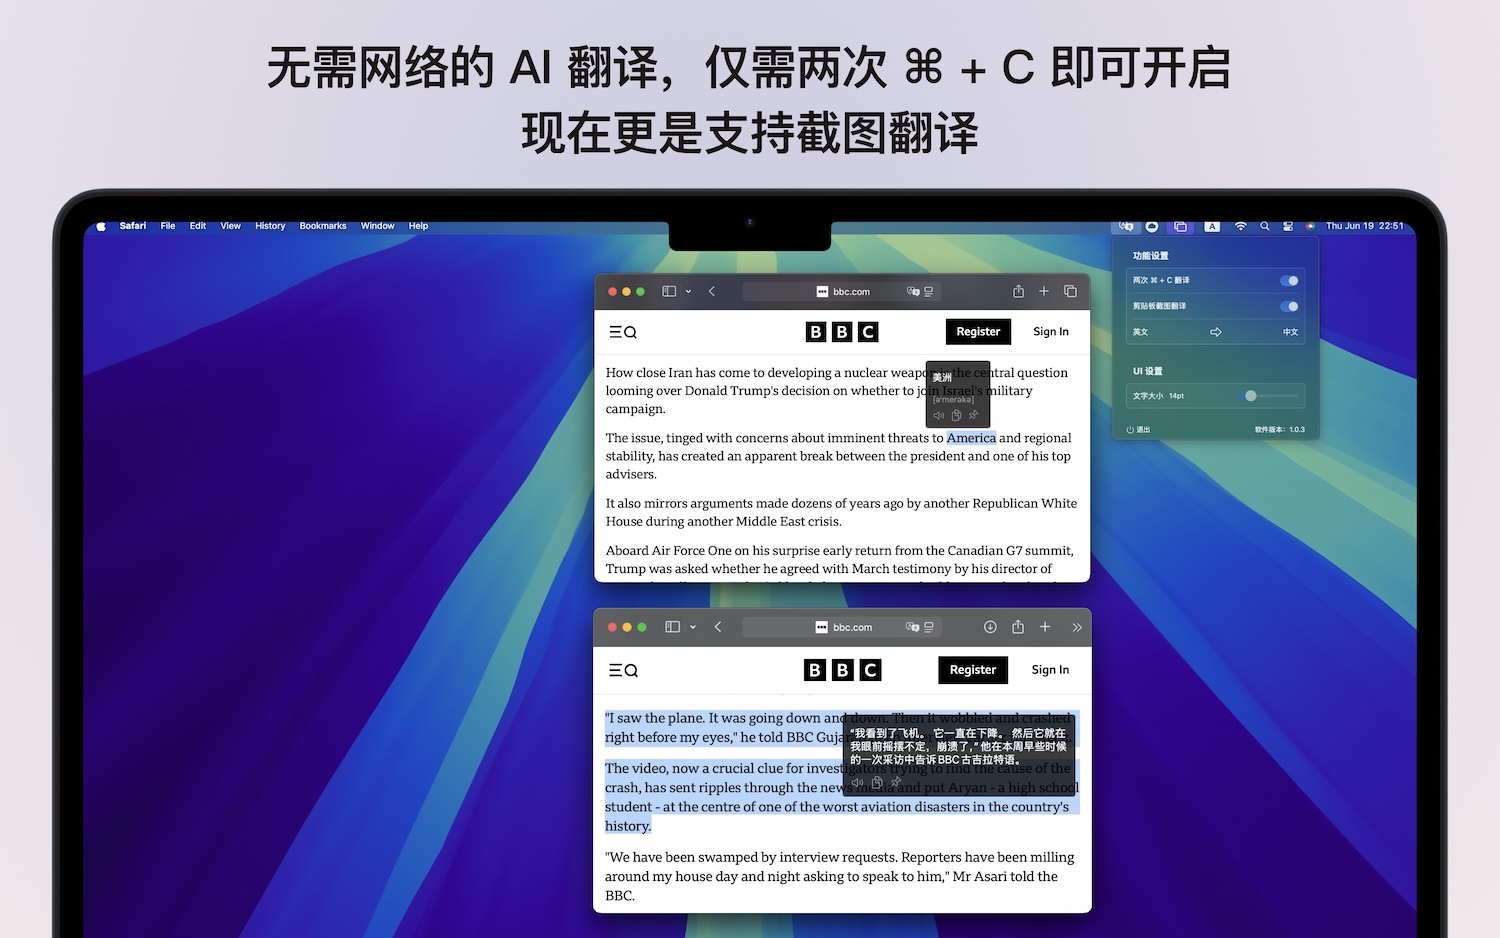 无需网络的 AI 翻译，仅需两次 ⌘ + C 即可开启
现在更是支持截图翻译
Safari File Edit View History Bookmarks Window Help
A Thu Jun 19 22:51
功能设置
两次 ⌘ + C 翻译
剪贴板截图翻译
英文 中文
UI 设置
文字大小 14pt
退出 软件版本：1.0.3
bbc.com
BBC
Register
Sign In
How close Iran has come to developing a nuclear weapon is the central question
looming over Donald Trump's decision on whether to join Israel's military
campaign.
美洲
[ə'merəkə]
The issue, tinged with concerns about imminent threats to America and regional
stability, has created an apparent break between the president and one of his top
advisers.
It also mirrors arguments made dozens of years ago by another Republican White
House during another Middle East crisis.
Aboard Air Force One on his surprise early return from the Canadian G7 summit,
Trump was asked whether he agreed with March testimony by his director of
bbc.com
BBC
Register
Sign In
"I saw the plane. It was going down and down. Then it wobbled and crashed
right before my eyes," he told BBC Gujarati
"我看到了飞机。 它一直在下降。 然后它就在
我眼前摇摆不定，崩溃了，" 他在本周早些时候
的一次采访中告诉 BBC 古吉拉特语。
The video, now a crucial clue for investigators trying to find the cause of the
crash, has sent ripples through the news media and put Aryan - a high school
student - at the centre of one of the worst aviation disasters in the country's
history.
"We have been swamped by interview requests. Reporters have been milling
around my house day and night asking to speak to him," Mr Asari told the
BBC.